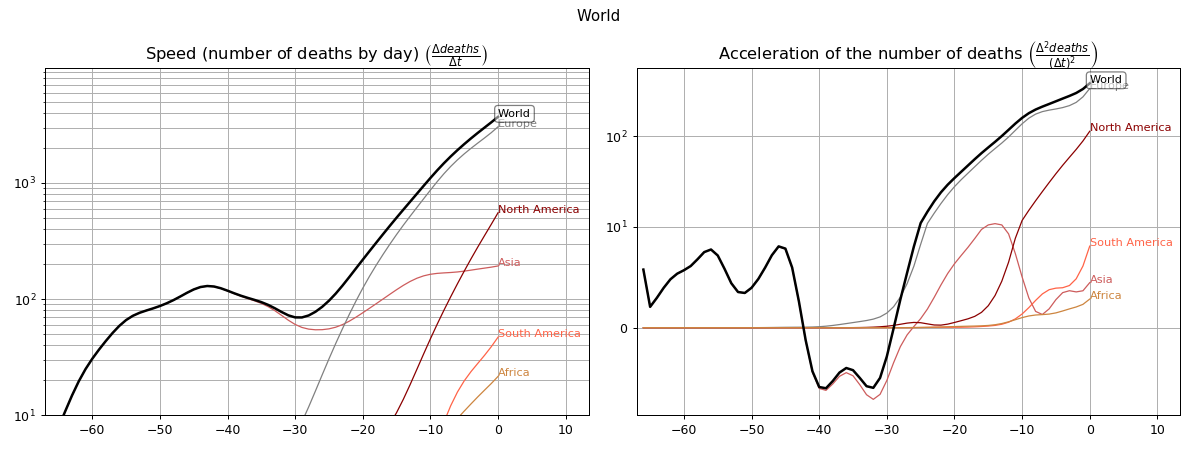 World
Speed (number of deaths by day) (Δdeaths/Δt)
Acceleration of the number of deaths (Δ²deaths/(Δt)²)
World
Europe
North America
Asia
South America
Africa
10³
10²
10¹
−60 −50 −40 −30 −20 −10 0 10
World
Europe
North America
South America
Asia
Africa
10²
10¹
0
−60 −50 −40 −30 −20 −10 0 10